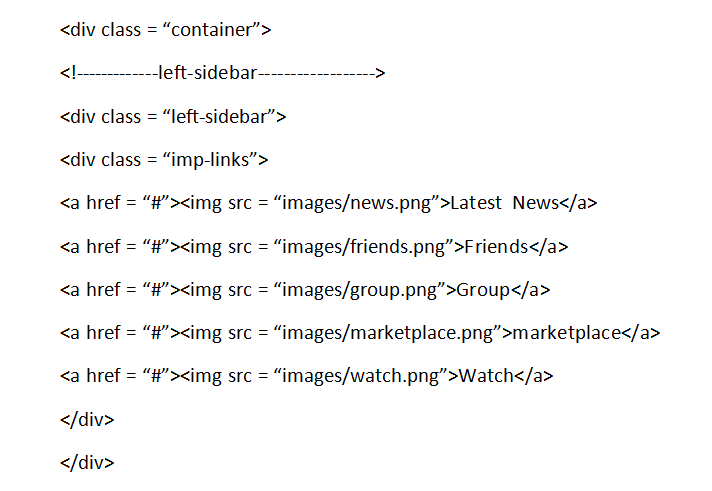 <div class = “container”>
<!-------------left-sidebar------------------>
<div class = “left-sidebar”>
<div class = “imp-links”>
<a href = “#”><img src = “images/news.png”>Latest  News</a>
<a href = “#”><img src = “images/friends.png”>Friends</a>
<a href = “#”><img src = “images/group.png”>Group</a>
<a href = “#”><img src = “images/marketplace.png”>marketplace</a>
<a href = “#”><img src = “images/watch.png”>Watch</a>
</div>
</div>